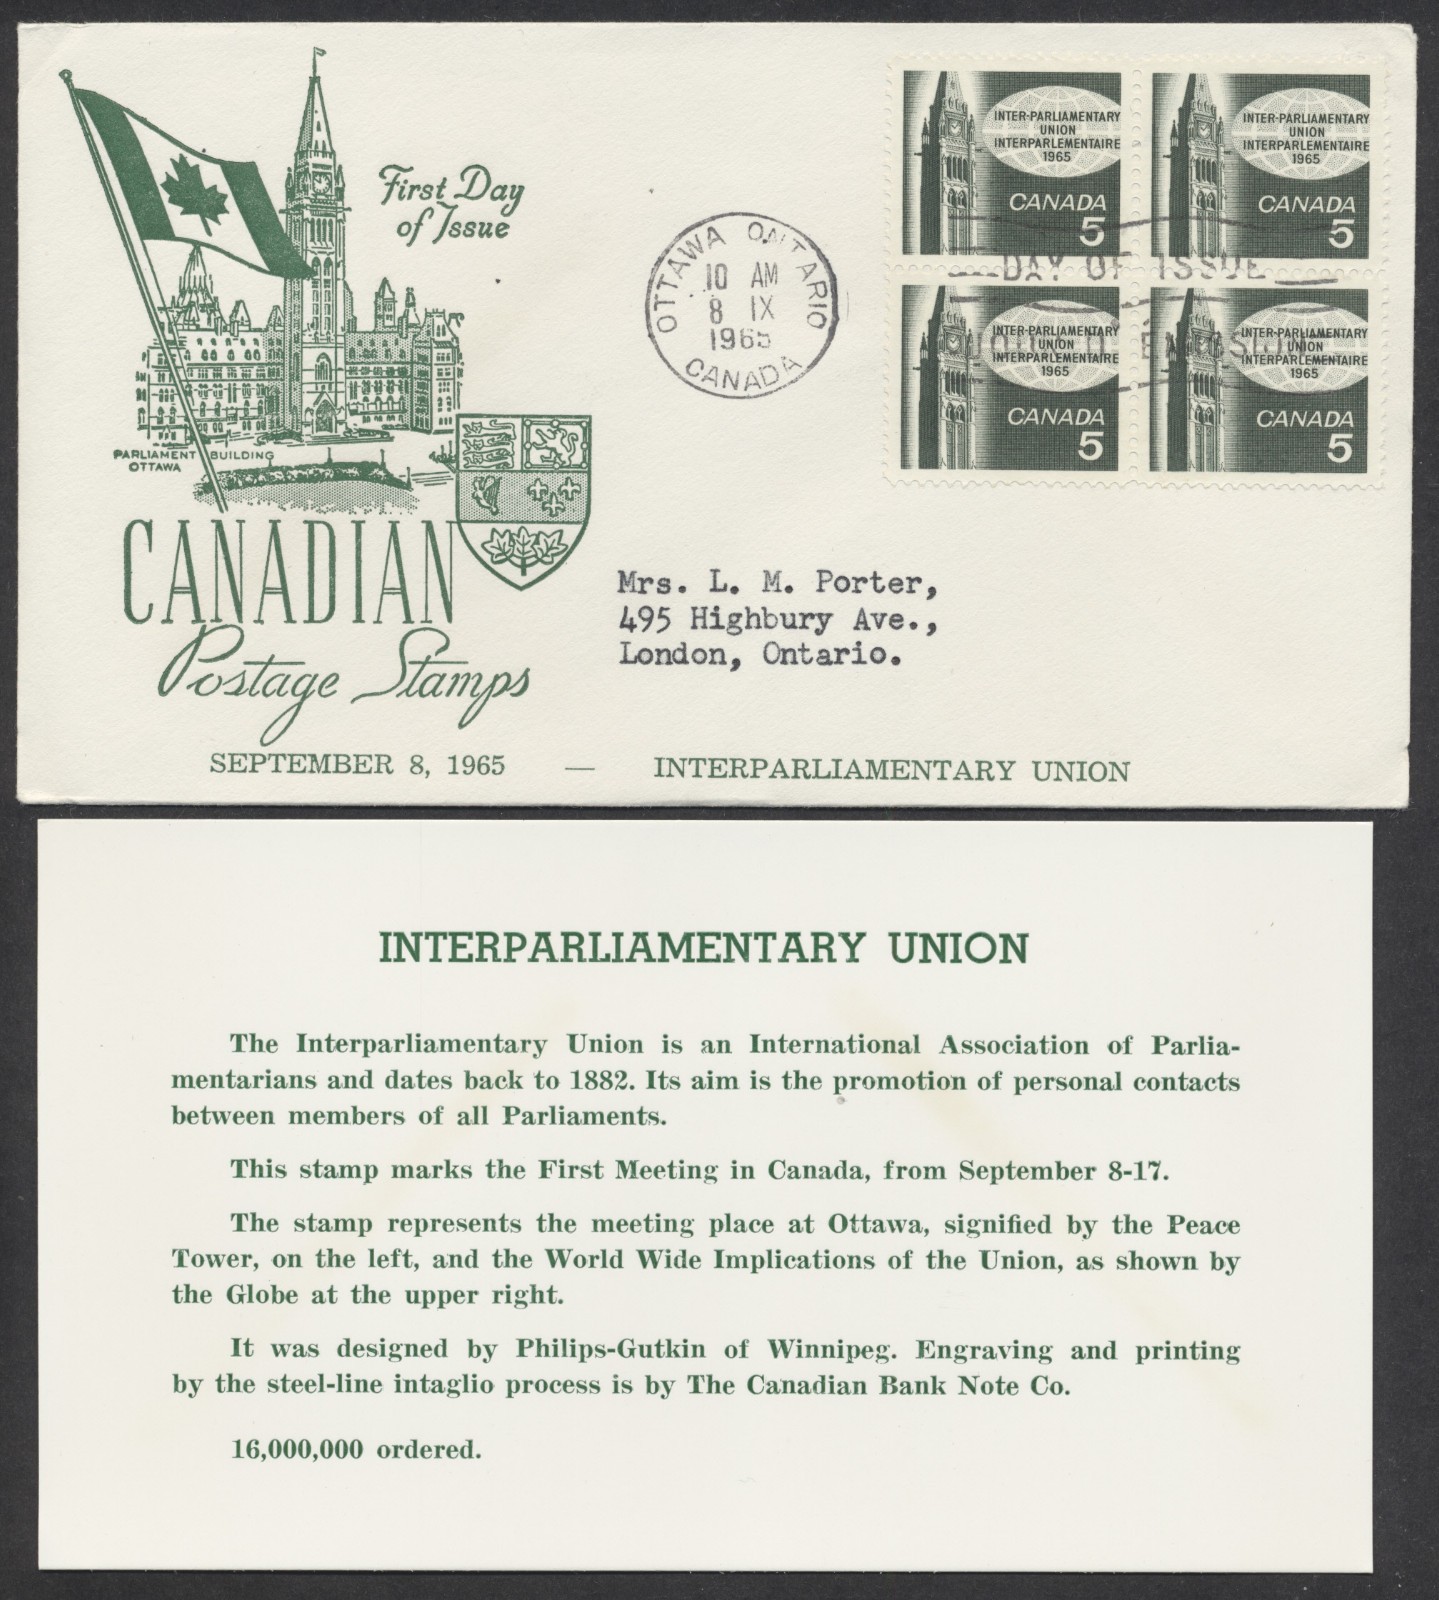 First Day
of Issue
PARLIAMENT BUILDING
OTTAWA
CANADIAN
Postage Stamps
SEPTEMBER 8, 1965 — INTERPARLIAMENTARY UNION
OTTAWA ONTARIO
10 AM
8 IX
1965
CANADA
INTER-PARLIAMENTARY
UNION
INTERPARLEMENTAIRE
1965
CANADA
5
INTER-PARLIAMENTARY
UNION
INTERPARLEMENTAIRE
1965
CANADA
5
DAY OF ISSUE
INTER-PARLIAMENTARY
UNION
INTERPARLEMENTAIRE
1965
CANADA
5
INTER-PARLIAMENTARY
UNION
INTERPARLEMENTAIRE
1965
CANADA
5
Mrs. L. M. Porter,
495 Highbury Ave.,
London, Ontario.
INTERPARLIAMENTARY UNION
The Interparliamentary Union is an International Association of Parlia-
mentarians and dates back to 1882. Its aim is the promotion of personal contacts
between members of all Parliaments.
This stamp marks the First Meeting in Canada, from September 8-17.
The stamp represents the meeting place at Ottawa, signified by the Peace
Tower, on the left, and the World Wide Implications of the Union, as shown by
the Globe at the upper right.
It was designed by Philips-Gutkin of Winnipeg. Engraving and printing
by the steel-line intaglio process is by The Canadian Bank Note Co.
16,000,000 ordered.